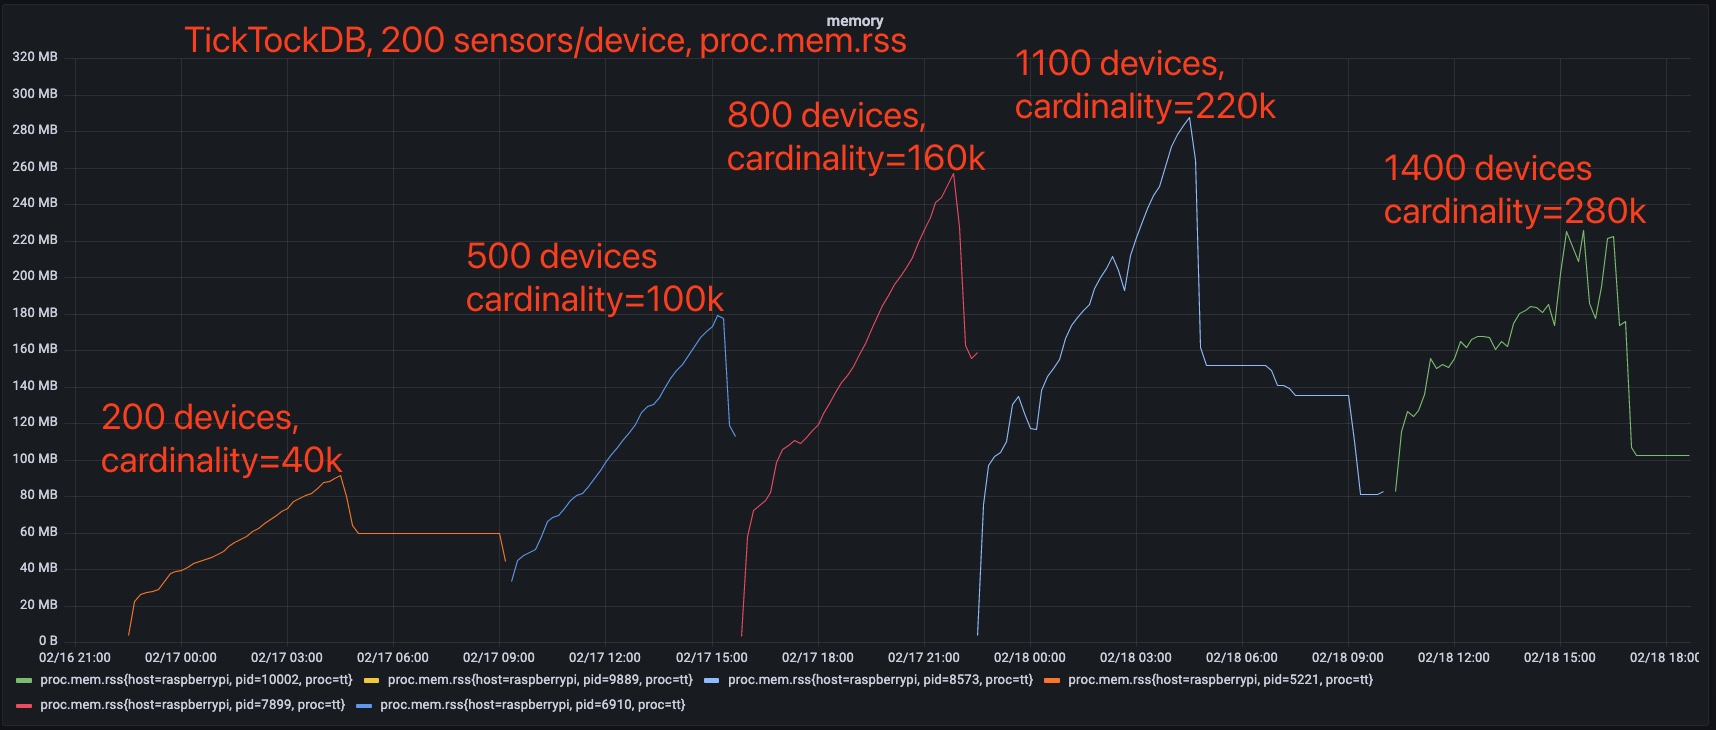 memory
TickTockDB, 200 sensors/device, proc.mem.rss
320 MB
300 MB
280 MB
260 MB
240 MB
220 MB
200 MB
180 MB
160 MB
140 MB
120 MB
100 MB
80 MB
60 MB
40 MB
20 MB
0 B
200 devices,
cardinality=40k
500 devices
cardinality=100k
800 devices,
cardinality=160k
1100 devices,
cardinality=220k
1400 devices
cardinality=280k
02/16 21:00 02/17 00:00 02/17 03:00 02/17 06:00 02/17 09:00 02/17 12:00 02/17 15:00 02/17 18:00 02/17 21:00 02/18 00:00 02/18 03:00 02/18 06:00 02/18 09:00 02/18 12:00 02/18 15:00 02/18 18:00
proc.mem.rss{host=raspberrypi, pid=10002, proc=tt} proc.mem.rss{host=raspberrypi, pid=9889, proc=tt} proc.mem.rss{host=raspberrypi, pid=8573, proc=tt} proc.mem.rss{host=raspberrypi, pid=5221, proc=tt}
proc.mem.rss{host=raspberrypi, pid=7899, proc=tt} proc.mem.rss{host=raspberrypi, pid=6910, proc=tt}